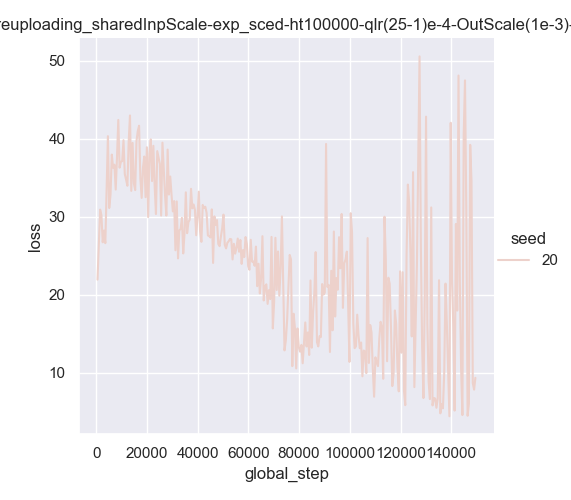 reuploading_sharedInpScale-exp_sced-ht100000-qlr(25-1)e-4-OutScale(1e-3)-
50
40
30
20
10
loss
0 20000 40000 60000 80000 100000 120000 140000
global_step
seed
20